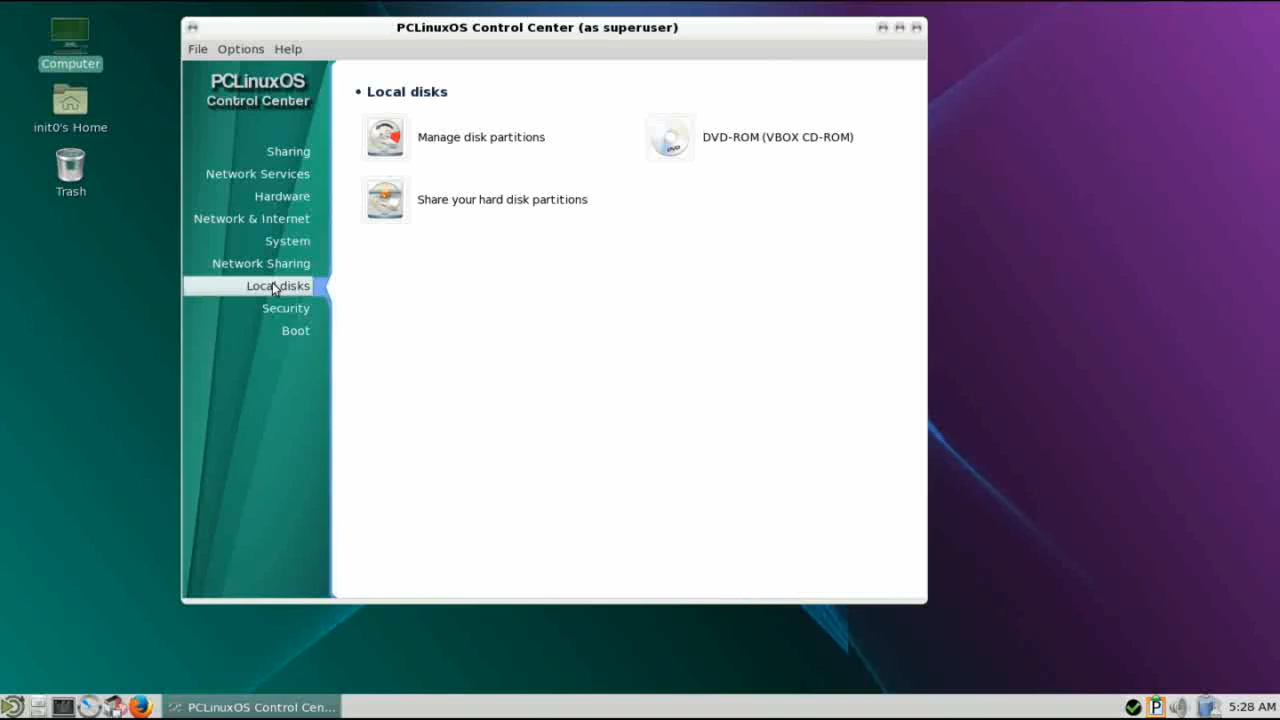 Computer
init0's Home
Trash
PCLinuxOS Control Center (as superuser)
File Options Help
PCLinuxOS
Control Center
Sharing
Network Services
Hardware
Network & Internet
System
Network Sharing
Local disks
Security
Boot
• Local disks
Manage disk partitions
DVD-ROM (VBOX CD-ROM)
Share your hard disk partitions
DVD
PCLinuxOS Control Cen...
P
5:28 AM